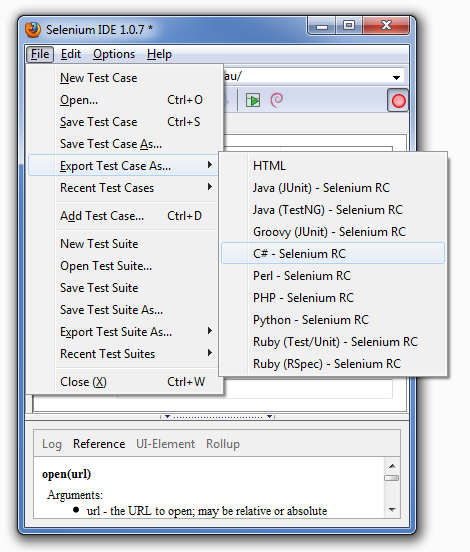 Selenium IDE 1.0.7 *
File Edit Options Help
au/
New Test Case
Open... Ctrl+O
Save Test Case Ctrl+S
Save Test Case As...
Export Test Case As...
Recent Test Cases
Add Test Case... Ctrl+D
New Test Suite
Open Test Suite...
Save Test Suite
Save Test Suite As...
Export Test Suite As...
Recent Test Suites
Close (X) Ctrl+W
HTML
Java (JUnit) - Selenium RC
Java (TestNG) - Selenium RC
Groovy (JUnit) - Selenium RC
C# - Selenium RC
Perl - Selenium RC
PHP - Selenium RC
Python - Selenium RC
Ruby (Test/Unit) - Selenium RC
Ruby (RSpec) - Selenium RC
Log Reference UI-Element Rollup
open(url)
Arguments:
url - the URL to open; may be relative or absolute